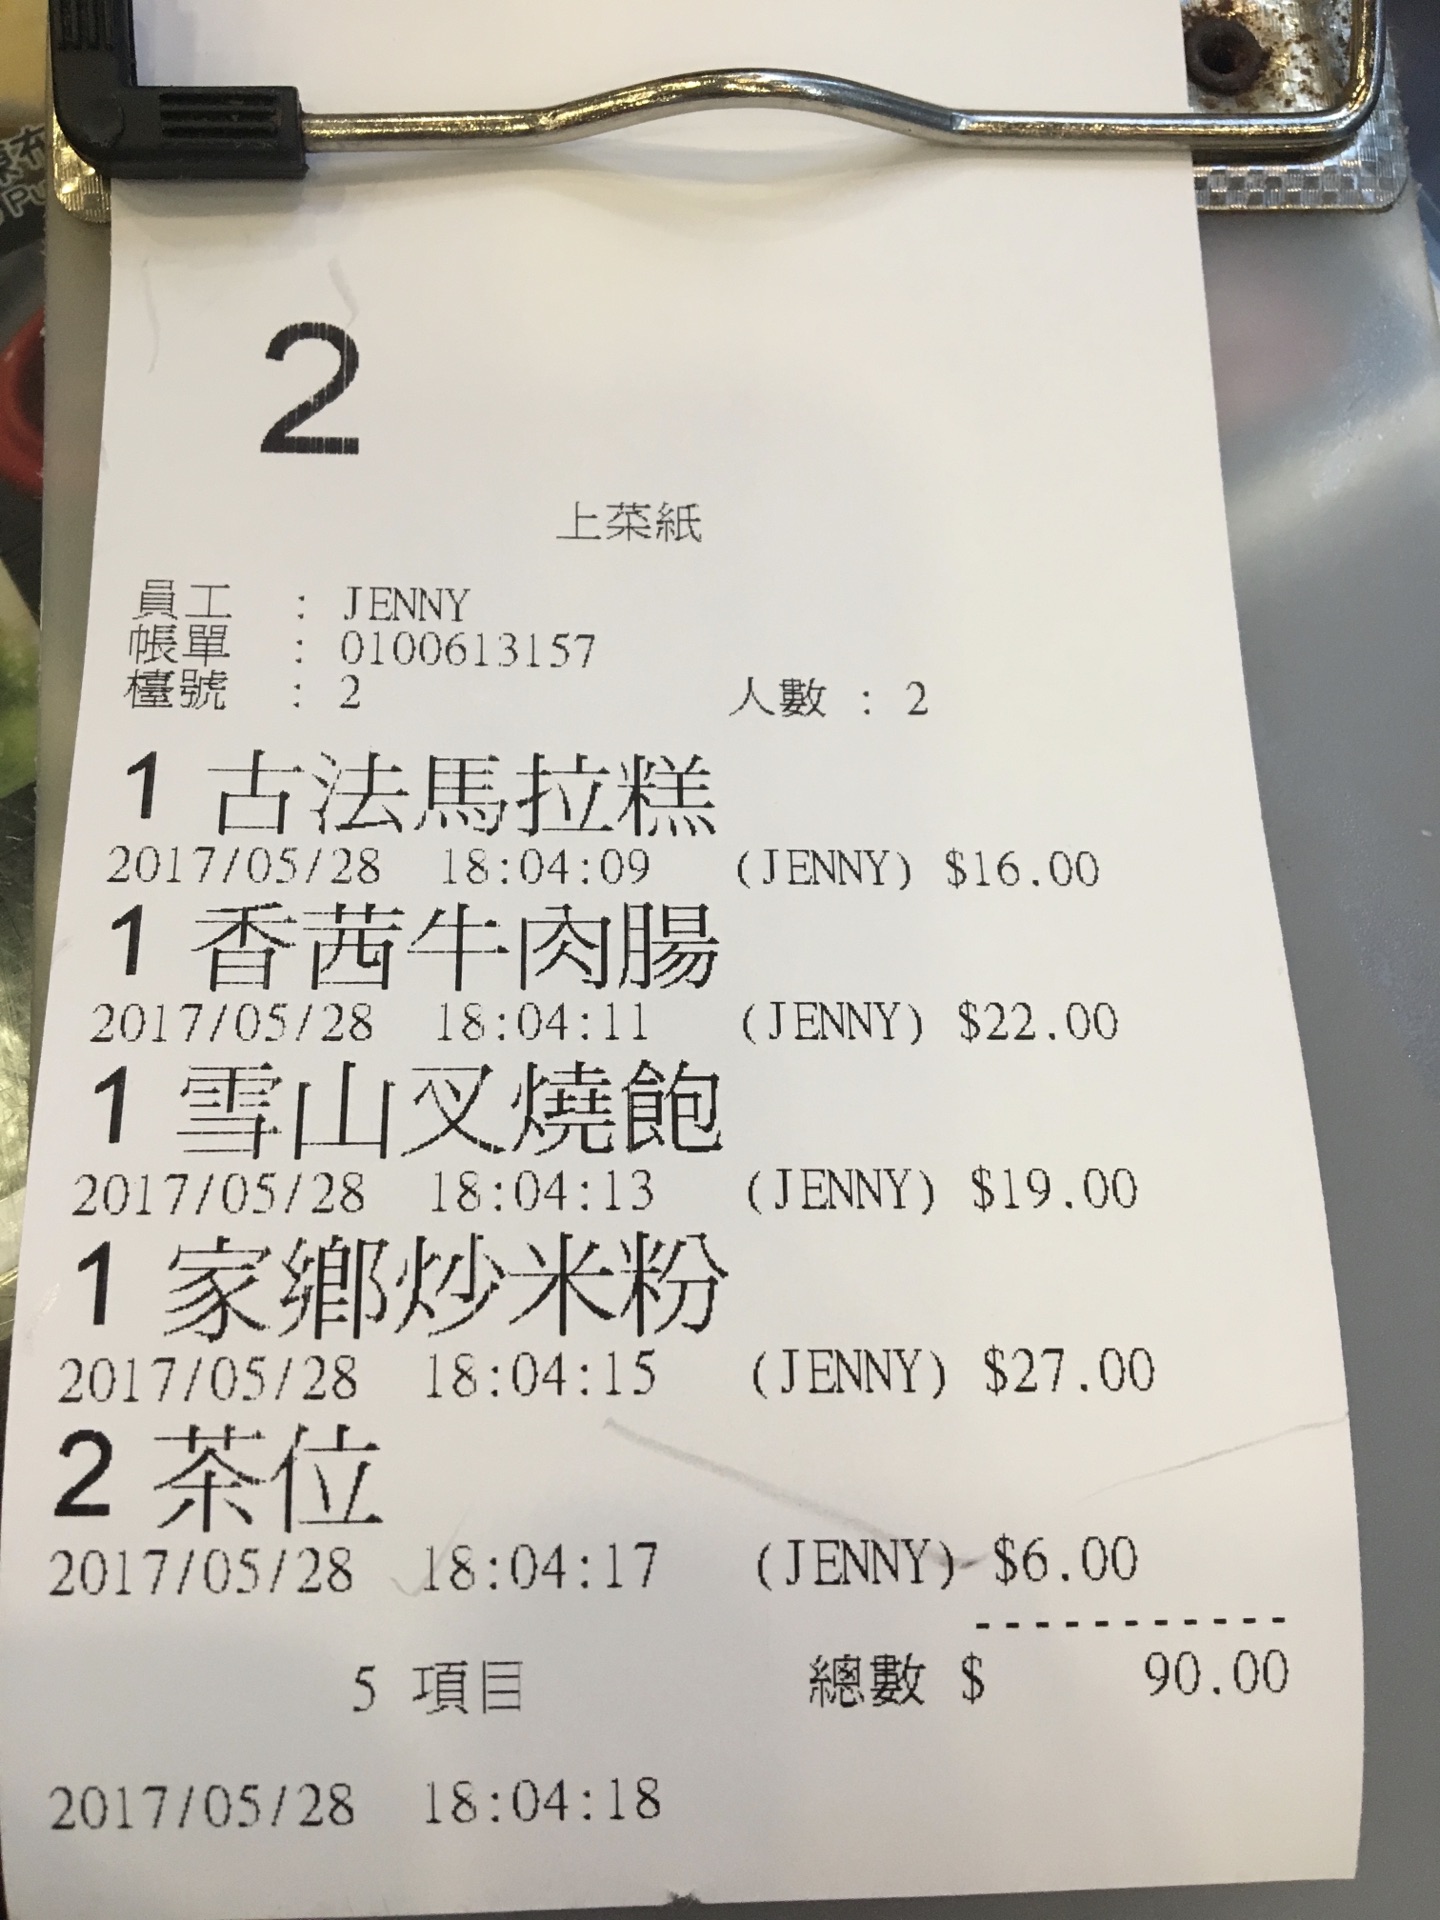 2
上菜紙
員工 : JENNY
帳單 : 0100613157
檯號 : 2 人數 : 2
1 古法馬拉糕
2017/05/28 18:04:09 (JENNY) $16.00
1 香茜牛肉腸
2017/05/28 18:04:11 (JENNY) $22.00
1 雪山叉燒飽
2017/05/28 18:04:13 (JENNY) $19.00
1 家鄉炒米粉
2017/05/28 18:04:15 (JENNY) $27.00
2 茶位
2017/05/28 18:04:17 (JENNY) $6.00
-----------
5 項目 總數 $ 90.00
2017/05/28 18:04:18